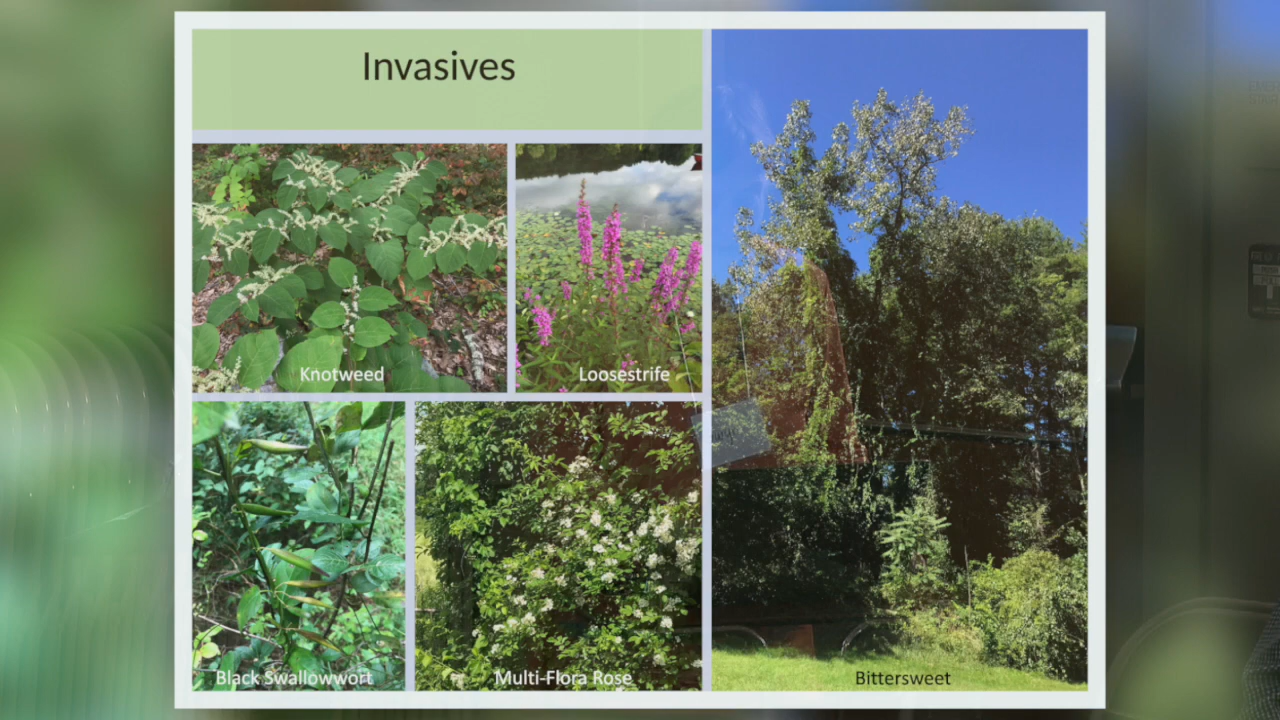 Invasives
Knotweed
Loosestrife
Black Swallowwort
Multi-Flora Rose
Bittersweet